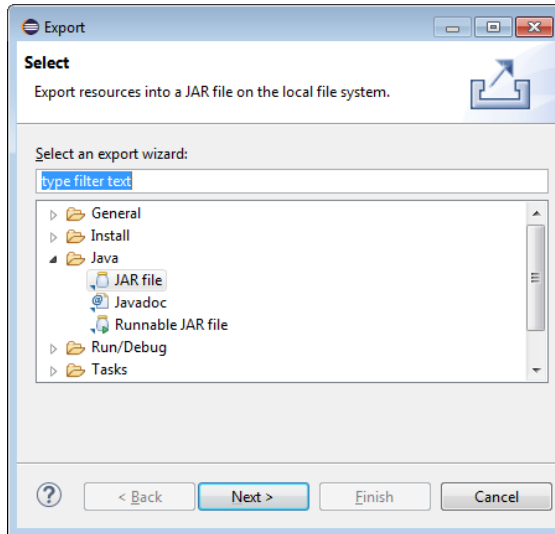 Export
Select
Export resources into a JAR file on the local file system.
Select an export wizard:
type filter text
General
Install
Java
JAR file
Javadoc
Runnable JAR file
Run/Debug
Tasks
? < Back Next > Finish Cancel